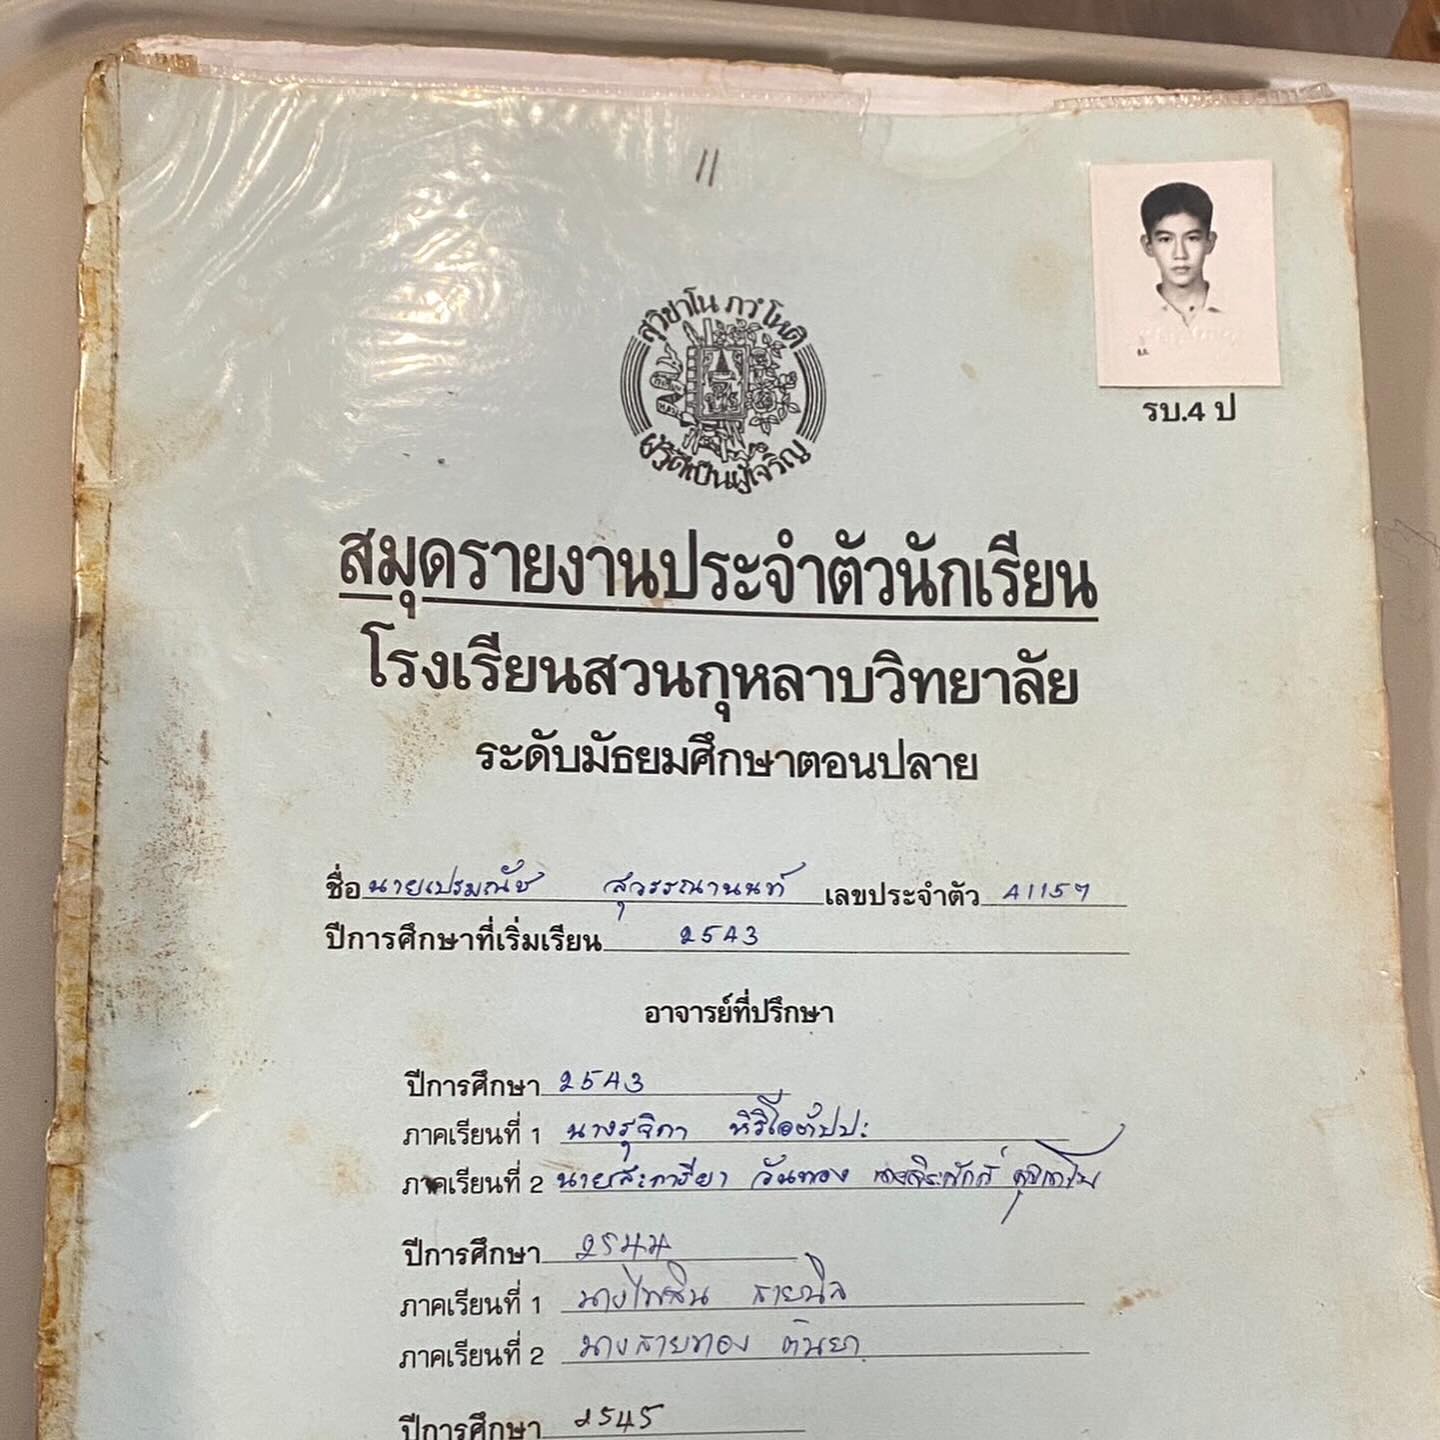 11
สุวิชาโน ภวํ โหติ
ผู้รู้ดีเป็นผู้เจริญ
รบ.4 ป
สมุดรายงานประจำตัวนักเรียน
โรงเรียนสวนกุหลาบวิทยาลัย
ระดับมัธยมศึกษาตอนปลาย
ชื่อ นายเปรมณัช สุวรรณานนท์ เลขประจำตัว 41157
ปีการศึกษาที่เริ่มเรียน 2543
อาจารย์ที่ปรึกษา
ปีการศึกษา 2543
ภาคเรียนที่ 1 นางรุจิกา หิริโอตัปปะ
ภาคเรียนที่ 2 นายสะการียา วันทอง
ปีการศึกษา 2544
ภาคเรียนที่ 1 นางไพสิน สายนิล
ภาคเรียนที่ 2 นางสายทอง
ปีการศึกษา 2545